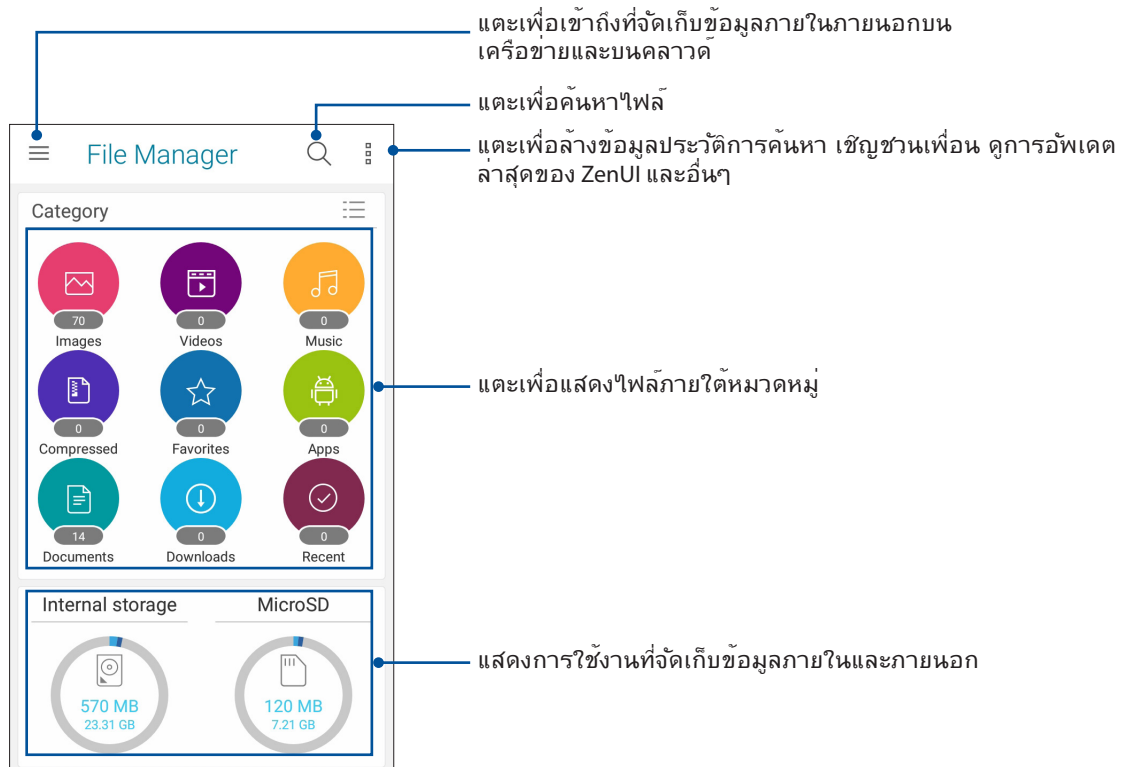 แตะเพื่อเข้าถึงที่จัดเก็บข้อมูลภายในภายนอกบน
เครือข่ายและบนคลาวด์
แตะเพื่อค้นหาไฟล์
แตะเพื่อล้างข้อมูลประวัติการค้นหา เชิญชวนเพื่อน ดูการอัพเดต
ล่าสุดของ ZenUI และอื่นๆ
File Manager
Category
70
0
0
Images
Videos
Music
แตะเพื่อแสดงไฟล์ภายใต้หมวดหมู่
0
0
0
Compressed
Favorites
Apps
14
0
0
Documents
Downloads
Recent
Internal storage
MicroSD
แสดงการใช้งานที่จัดเก็บข้อมูลภายในและภายนอก
570 MB
23.31 GB
120 MB
7.21 GB